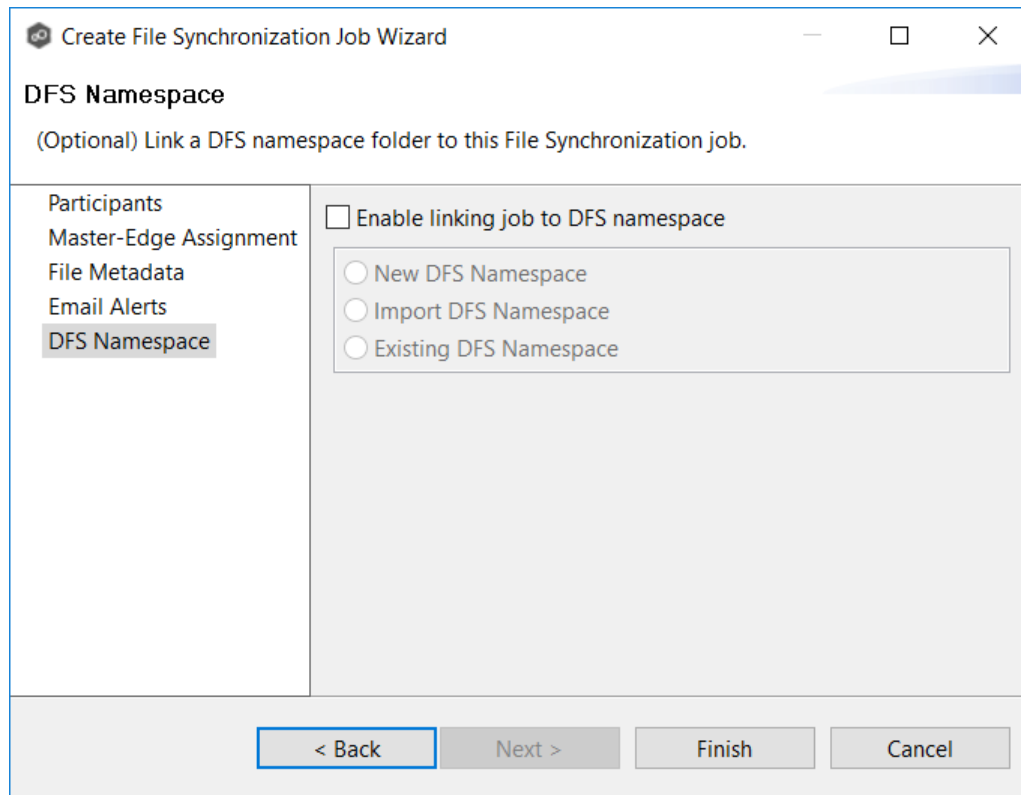 Create File Synchronization Job Wizard
DFS Namespace
(Optional) Link a DFS namespace folder to this File Synchronization job.
Participants
Master-Edge Assignment
File Metadata
Email Alerts
DFS Namespace
Enable linking job to DFS namespace
New DFS Namespace
Import DFS Namespace
Existing DFS Namespace
< Back
Next >
Finish
Cancel